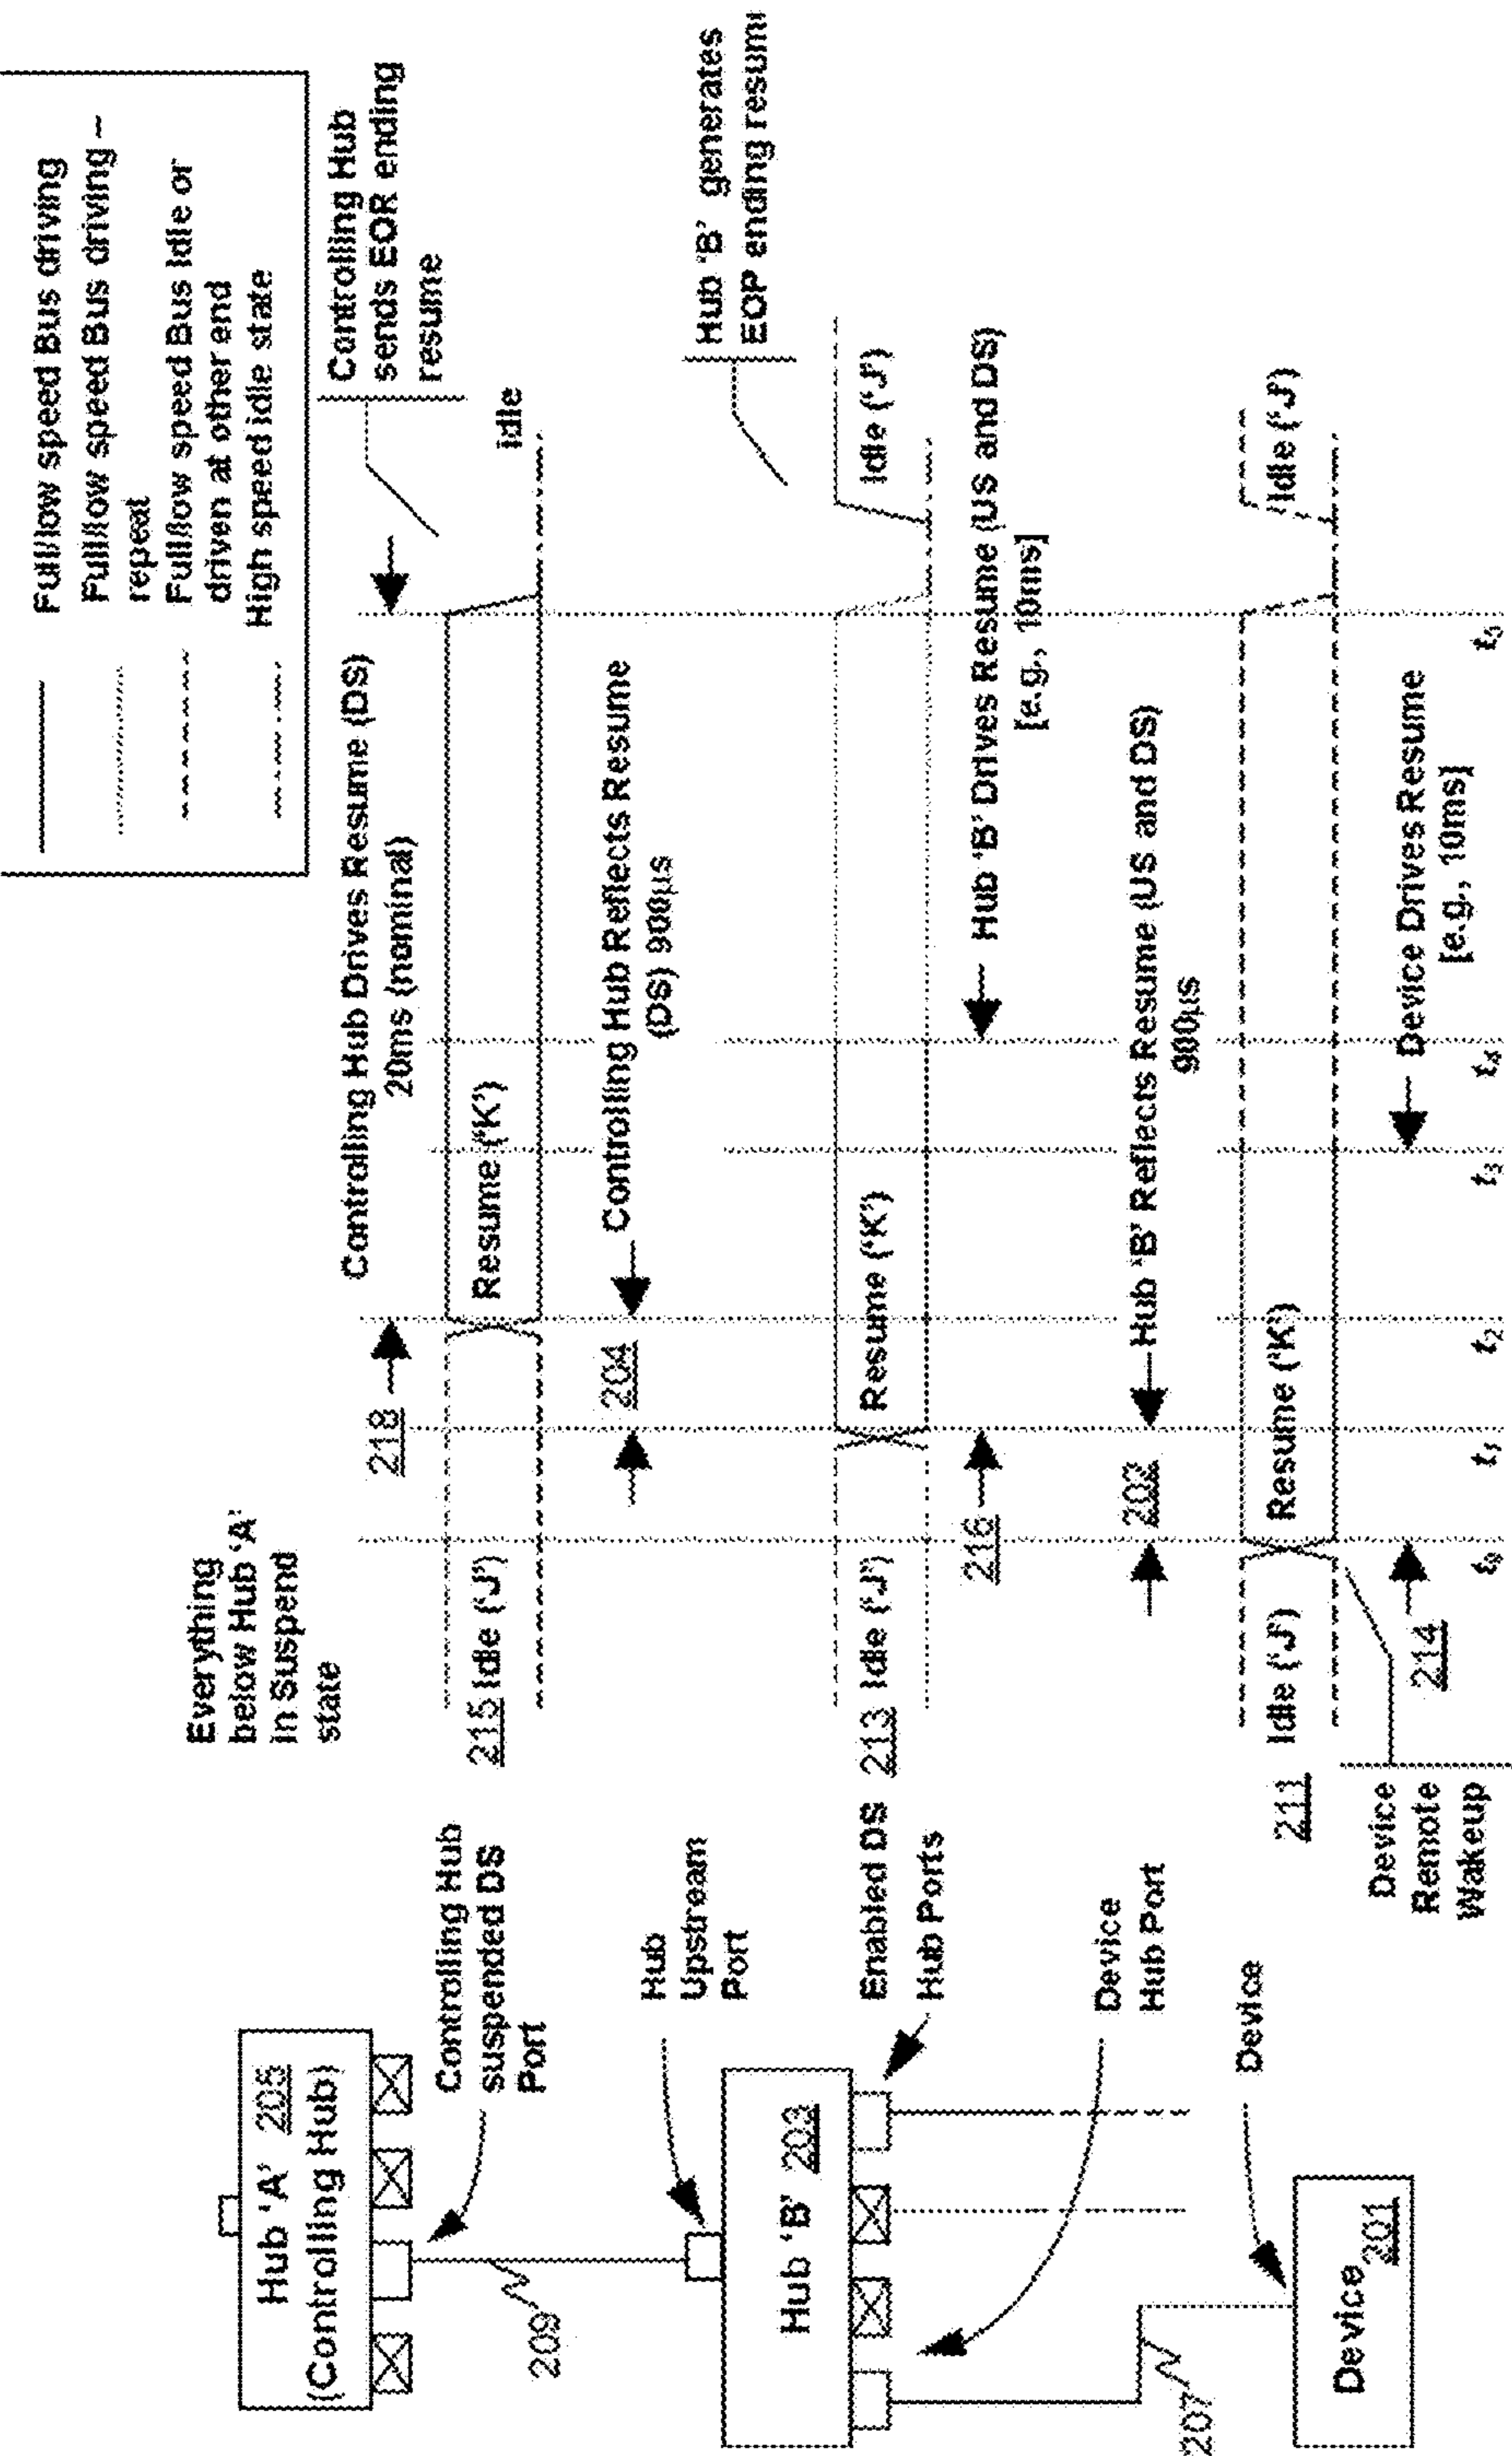 Full/low speed Bus driving
Full/low speed Bus driving –
repeat
Full/low speed Bus Idle or
driven at other end
High speed idle state
Everything
below Hub 'A'
in Suspend
state
Hub 'A' 205
(Controlling Hub)
Controlling Hub
suspended DS
Port
209
Hub
Upstream
Port
Hub 'B' 203
Enabled DS
Hub Ports
Device
Hub Port
Device
207
Device
201
218
Controlling Hub Drives Resume (DS)
20ms (nominal)
Controlling Hub
sends EOR ending
resume
215 Idle ('J')
Resume ('K')
Idle
204
Controlling Hub Reflects Resume
(DS) 900µs
Hub 'B' generates
EOP ending
213 Idle ('J')
Resume ('K')
Idle ('J')
216
Hub 'B' Drives Resume (US and DS)
[e.g., 10ms]
202
Hub 'B' Reflects Resume (US and DS)
900µs
211 Idle ('J')
Resume ('K')
Idle ('J')
Device
Remote
Wakeup
214
Device Drives Resume
[e.g., 10ms]
t0 t1 t2 t3 t4 t5